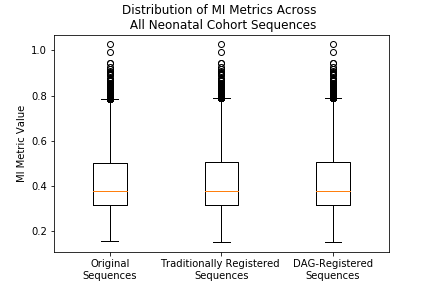 Distribution of MI Metrics Across
All Neonatal Cohort Sequences
MI Metric Value
1.0
0.8
0.6
0.4
0.2
Original
Sequences
Traditionally Registered
Sequences
DAG-Registered
Sequences